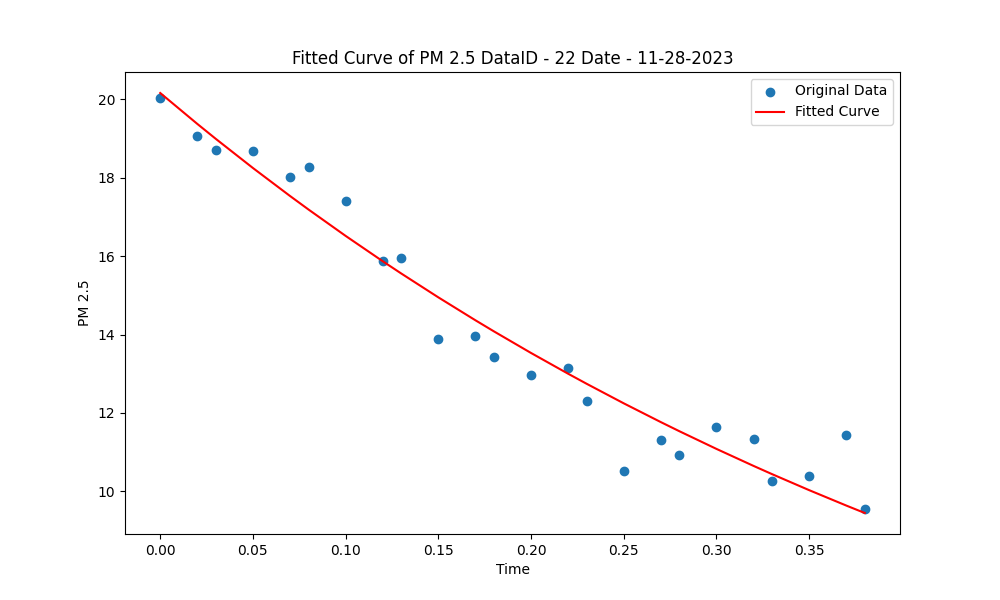 Fitted Curve of PM 2.5 DataID - 22 Date - 11-28-2023
Original Data
Fitted Curve
20
18
16
14
12
10
PM 2.5
0.00 0.05 0.10 0.15 0.20 0.25 0.30 0.35
Time